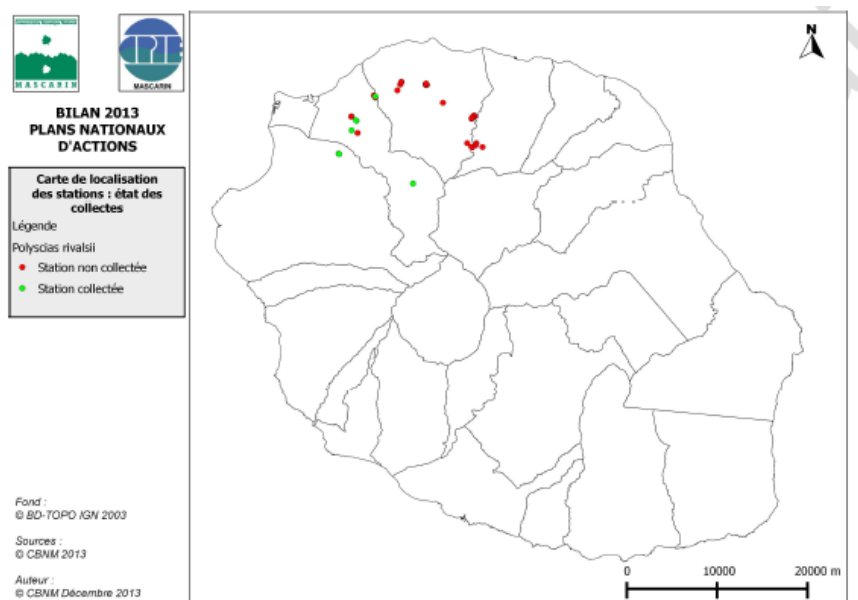 MASCARIN
CPIE
MASCARIN
BILAN 2013
PLANS NATIONAUX
D'ACTIONS
Carte de localisation
des stations : état des
collectes
Légende
Polyscias rivalsii
Station non collectée
Station collectée
Fond :
© BD-TOPO IGN 2003
Sources :
© CBNM 2013
Auteur :
© CBNM Décembre 2013
N
0 10000 20000 m